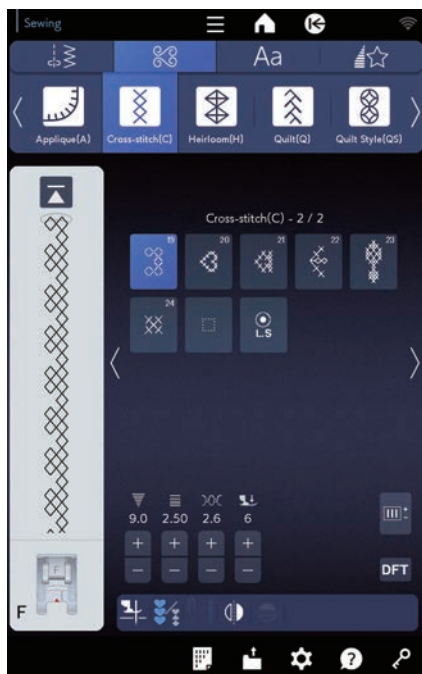 Sewing
Aa
Applique(A) Cross-stitch(C) Heirloom(H) Quilt(Q) Quilt Style(QS)
Cross-stitch(C) - 2 / 2
19 20 21 22 23
24
L.S
9.0 2.50 2.6 6
+ + + +
− − − −
DFT
F
?